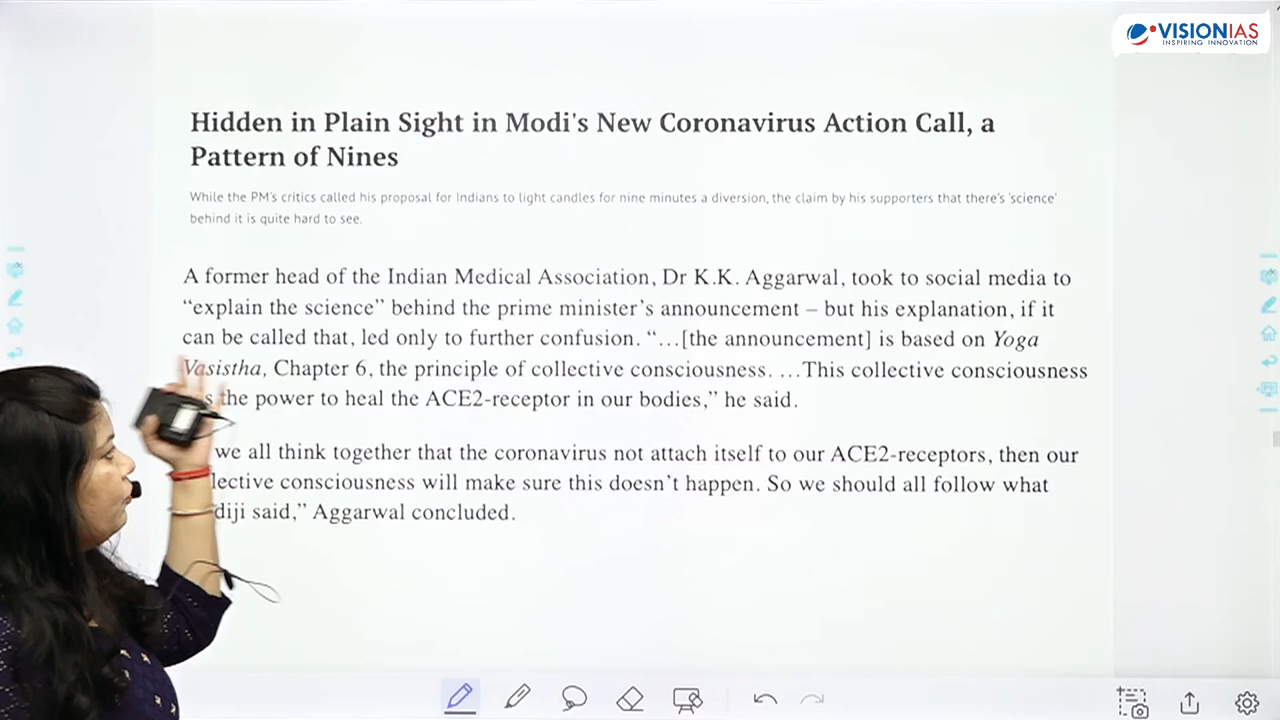 VISIONIAS
INSPIRING INNOVATION
Hidden in Plain Sight in Modi's New Coronavirus Action Call, a
Pattern of Nines
While the PM's critics called his proposal for Indians to light candles for nine minutes a diversion, the claim by his supporters that there's 'science'
behind it is quite hard to see.
A former head of the Indian Medical Association, Dr K.K. Aggarwal, took to social media to
“explain the science” behind the prime minister’s announcement – but his explanation, if it
can be called that, led only to further confusion. “…[the announcement] is based on Yoga
Vasistha, Chapter 6, the principle of collective consciousness. …This collective consciousness
s the power to heal the ACE2-receptor in our bodies,” he said.
we all think together that the coronavirus not attach itself to our ACE2-receptors, then our
lective consciousness will make sure this doesn’t happen. So we should all follow what
diji said,” Aggarwal concluded.